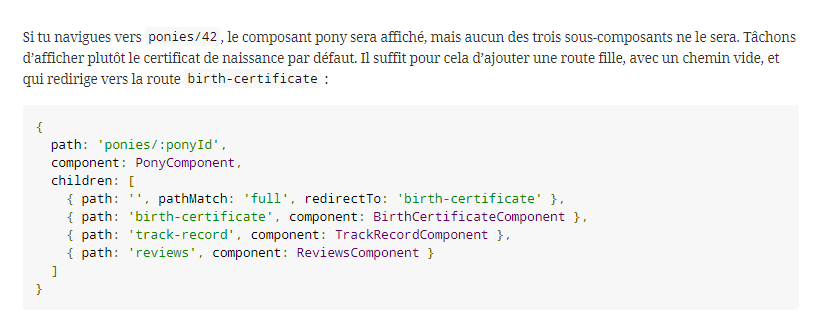 Si tu navigues vers ponies/42, le composant pony sera affiché, mais aucun des trois sous-composants ne le sera. Tâchons
d’afficher plutôt le certificat de naissance par défaut. Il suffit pour cela d’ajouter une route fille, avec un chemin vide, et
qui redirige vers la route birth-certificate :
{
  path: 'ponies/:ponyId',
  component: PonyComponent,
  children: [
    { path: '', pathMatch: 'full', redirectTo: 'birth-certificate' },
    { path: 'birth-certificate', component: BirthCertificateComponent },
    { path: 'track-record', component: TrackRecordComponent },
    { path: 'reviews', component: ReviewsComponent }
  ]
}